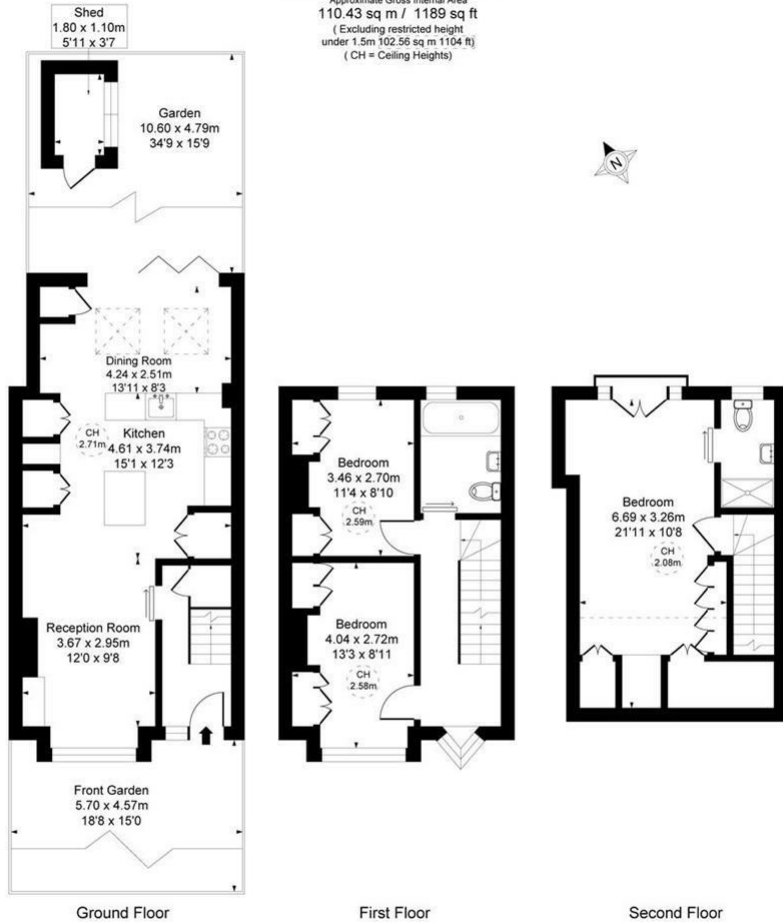 Approximate Gross Internal Area
110.43 sq m / 1189 sq ft
( Excluding restricted height
under 1.5m 102.56 sq m 1104 ft)
( CH = Ceiling Heights)
Shed
1.80 x 1.10m
5'11 x 3'7
Garden
10.60 x 4.79m
34'9 x 15'9
N
Dining Room
4.24 x 2.51m
13'11 x 8'3
CH
2.71m
Kitchen
4.61 x 3.74m
15'1 x 12'3
Reception Room
3.67 x 2.95m
12'0 x 9'8
Front Garden
5.70 x 4.57m
18'8 x 15'0
Ground Floor
Bedroom
3.46 x 2.70m
11'4 x 8'10
CH
2.59m
Bedroom
4.04 x 2.72m
13'3 x 8'11
CH
2.58m
First Floor
Bedroom
6.69 x 3.26m
21'11 x 10'8
CH
2.08m
Second Floor